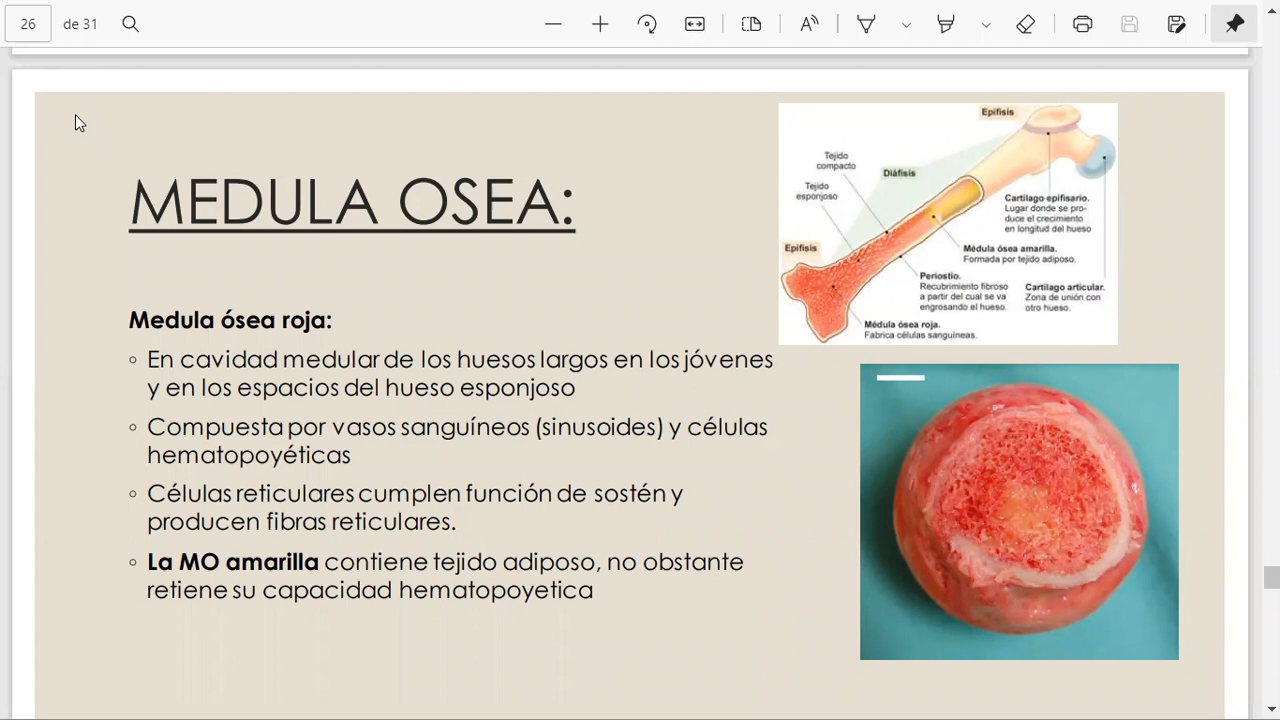 26
de 31
MEDULA OSEA:
Medula ósea roja:
◦ En cavidad medular de los huesos largos en los jóvenes
y en los espacios del hueso esponjoso
◦ Compuesta por vasos sanguíneos (sinusoides) y células
hematopoyéticas
◦ Células reticulares cumplen función de sostén y
producen fibras reticulares.
◦ La MO amarilla contiene tejido adiposo, no obstante
retiene su capacidad hematopoyetica
Epífisis
Tejido
compacto
Diáfisis
Tejido
esponjoso
Cartílago epifisario.
Lugar donde se pro-
duce el crecimiento
en longitud del hueso
Epífisis
Médula ósea amarilla.
Formada por tejido adiposo.
Periostio.
Recubrimiento fibroso
a partir del cual se va
engrosando el hueso.
Cartílago articular.
Zona de unión con
otro hueso.
Médula ósea roja.
Fabrica células sanguíneas.